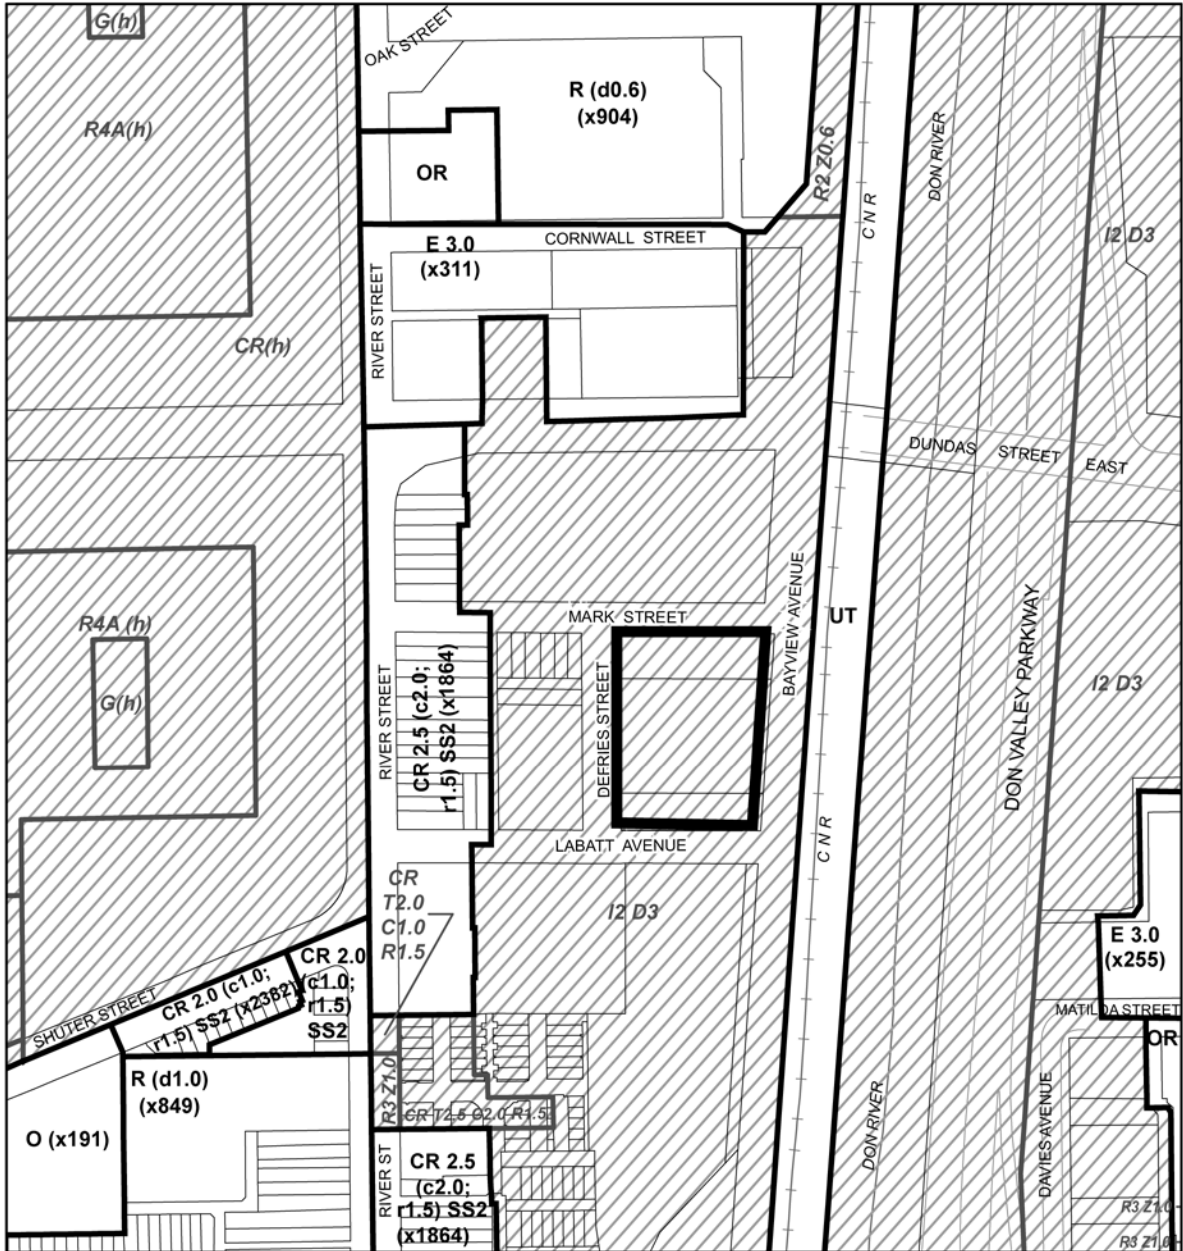 G(h)
OAK STREET
R (d0.6)
(x904)
R4A(h)
OR
R2 Z0.6
DON RIVER
C N R
I2 D3
CORNWALL STREET
E 3.0
(x311)
RIVER STREET
CR(h)
DUNDAS STREET EAST
BAYVIEW AVENUE
MARK STREET
UT
R4A (h)
G(h)
RIVER STREET
CR 2.5 (c2.0;
r1.5) SS2 (x1864)
DEFRIES STREET
DON VALLEY PARKWAY
I2 D3
LABATT AVENUE
C N R
CR
T2.0
C1.0
R1.5
I2 D3
E 3.0
(x255)
SHUTER STREET
CR 2.0 (c1.0;
r1.5) SS2 (x2382)
CR 2.0
(c1.0;
r1.5)
SS2
MATILDA STREET
OR
R (d1.0)
(x849)
R3 Z1.0
CR T2.5 C2.0 R1.5
O (x191)
RIVER ST
CR 2.5
(c2.0;
r1.5) SS2
(x1864)
DON RIVER
DAVIES AVENUE
R3 Z1.0
R3 Z1.0